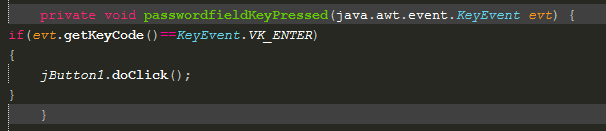 private void passwordfieldKeyPressed(java.awt.event.KeyEvent evt) {
if(evt.getKeyCode()==KeyEvent.VK_ENTER)
{
jButton1.doClick();
}
}